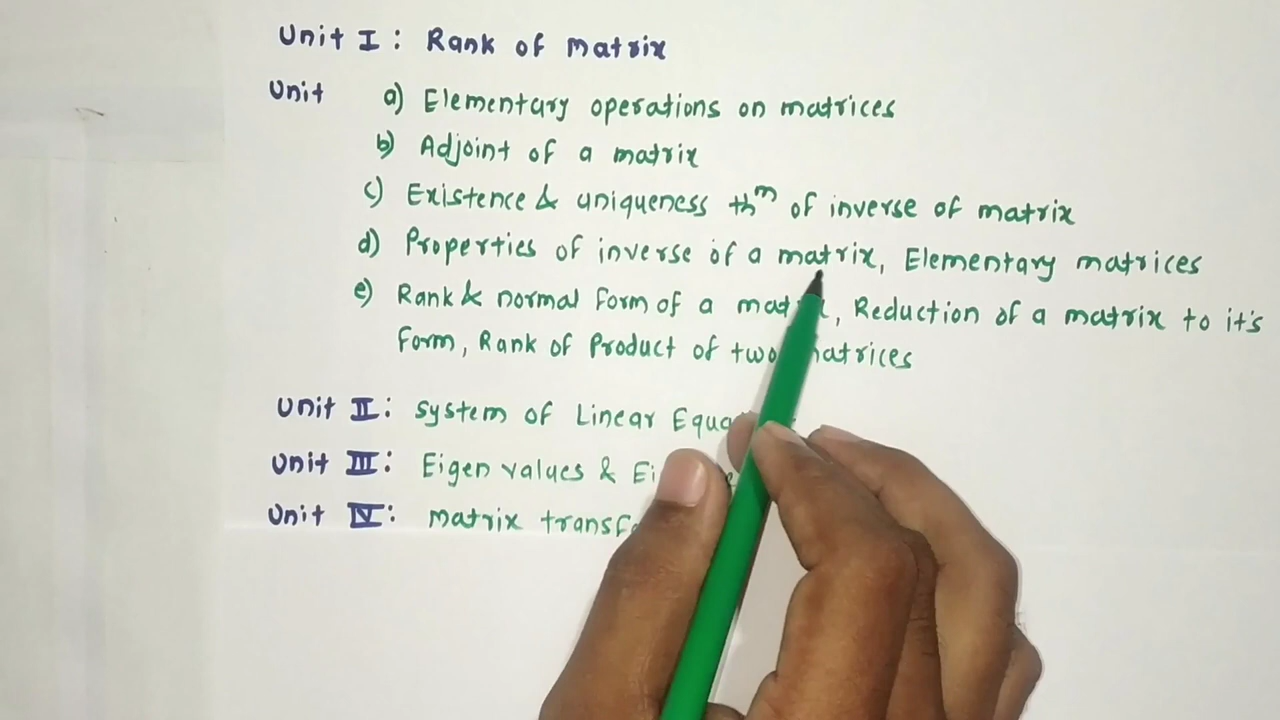 Unit I : Rank of matrix
Unit a) Elementary operations on matrices
b) Adjoint of a matrix
c) Existence & uniqueness thm of inverse of matrix
d) Properties of inverse of a matrix, Elementary matrices
e) Rank & normal form of a matrix, Reduction of a matrix to it's
form, Rank of Product of two matrices
Unit II : System of Linear
Unit III : Eigen values &
Unit IV : matrix